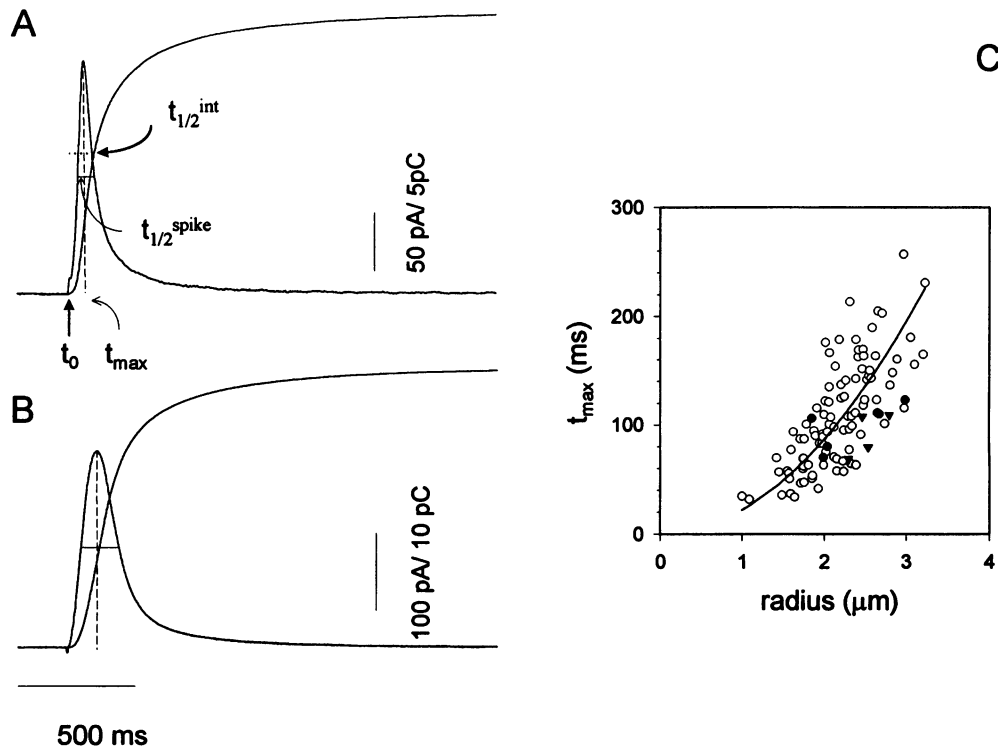 A
t1/2int
t1/2spike
50 pA/ 5pC
t0
tmax
B
100 pA/ 10 pC
500 ms
C
300
200
100
0
tmax (ms)
0 1 2 3 4
radius (μm)